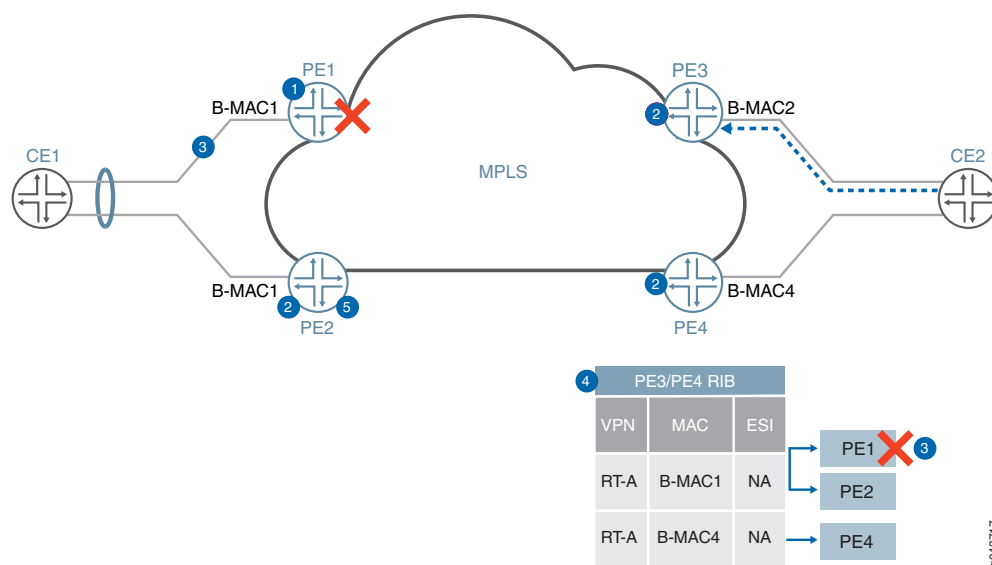 PE1
PE3
1
B-MAC1
2
B-MAC2
3
CE1
CE2
MPLS
B-MAC1
2
5
2
B-MAC4
PE2
PE4
4
PE3/PE4 RIB
VPN MAC ESI
PE1
3
RT-A B-MAC1 NA
PE2
RT-A B-MAC4 NA
PE4